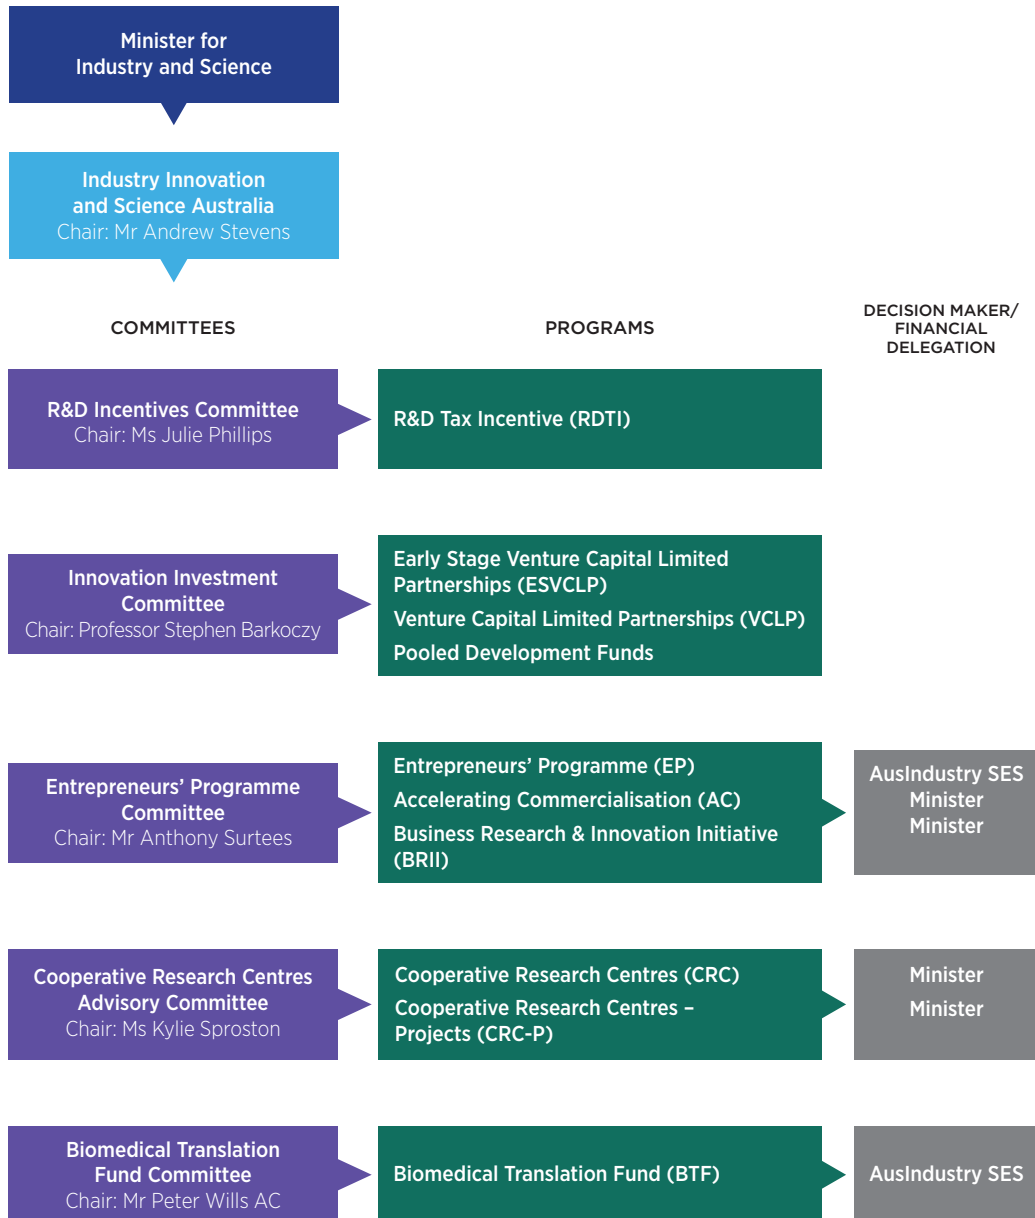 Minister for
Industry and Science
Industry Innovation
and Science Australia
Chair: Mr Andrew Stevens
COMMITTEES
PROGRAMS
DECISION MAKER/
FINANCIAL
DELEGATION
R&D Incentives Committee
Chair: Ms Julie Phillips
R&D Tax Incentive (RDTI)
Innovation Investment
Committee
Chair: Professor Stephen Barkoczy
Early Stage Venture Capital Limited
Partnerships (ESVCLP)
Venture Capital Limited Partnerships (VCLP)
Pooled Development Funds
Entrepreneurs’ Programme
Committee
Chair: Mr Anthony Surtees
Entrepreneurs’ Programme (EP)
Accelerating Commercialisation (AC)
Business Research & Innovation Initiative
(BRII)
AusIndustry SES
Minister
Minister
Cooperative Research Centres
Advisory Committee
Chair: Ms Kylie Sproston
Cooperative Research Centres (CRC)
Cooperative Research Centres –
Projects (CRC-P)
Minister
Minister
Biomedical Translation
Fund Committee
Chair: Mr Peter Wills AC
Biomedical Translation Fund (BTF)
AusIndustry SES